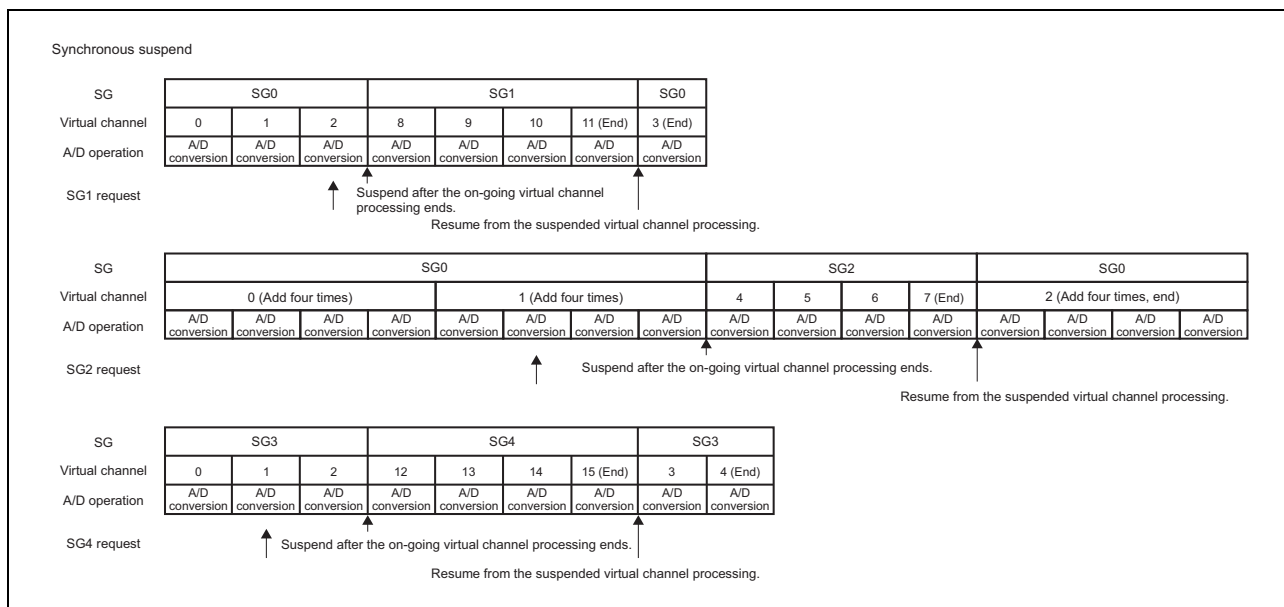 Synchronous suspend
SG SG0 SG1 SG0
Virtual channel 0 1 2 8 9 10 11 (End) 3 (End)
A/D operation A/D conversion A/D conversion A/D conversion A/D conversion A/D conversion A/D conversion A/D conversion A/D conversion
SG1 request Suspend after the on-going virtual channel
processing ends.
Resume from the suspended virtual channel processing.
SG SG0 SG2 SG0
Virtual channel 0 (Add four times) 1 (Add four times) 4 5 6 7 (End) 2 (Add four times, end)
A/D operation A/D conversion A/D conversion A/D conversion A/D conversion A/D conversion A/D conversion A/D conversion A/D conversion A/D conversion A/D conversion A/D conversion A/D conversion A/D conversion A/D conversion A/D conversion A/D conversion
SG2 request Suspend after the on-going virtual channel processing ends.
Resume from the suspended virtual channel processing.
SG SG3 SG4 SG3
Virtual channel 0 1 2 12 13 14 15 (End) 3 4 (End)
A/D operation A/D conversion A/D conversion A/D conversion A/D conversion A/D conversion A/D conversion A/D conversion A/D conversion A/D conversion
SG4 request Suspend after the on-going virtual channel processing ends.
Resume from the suspended virtual channel processing.